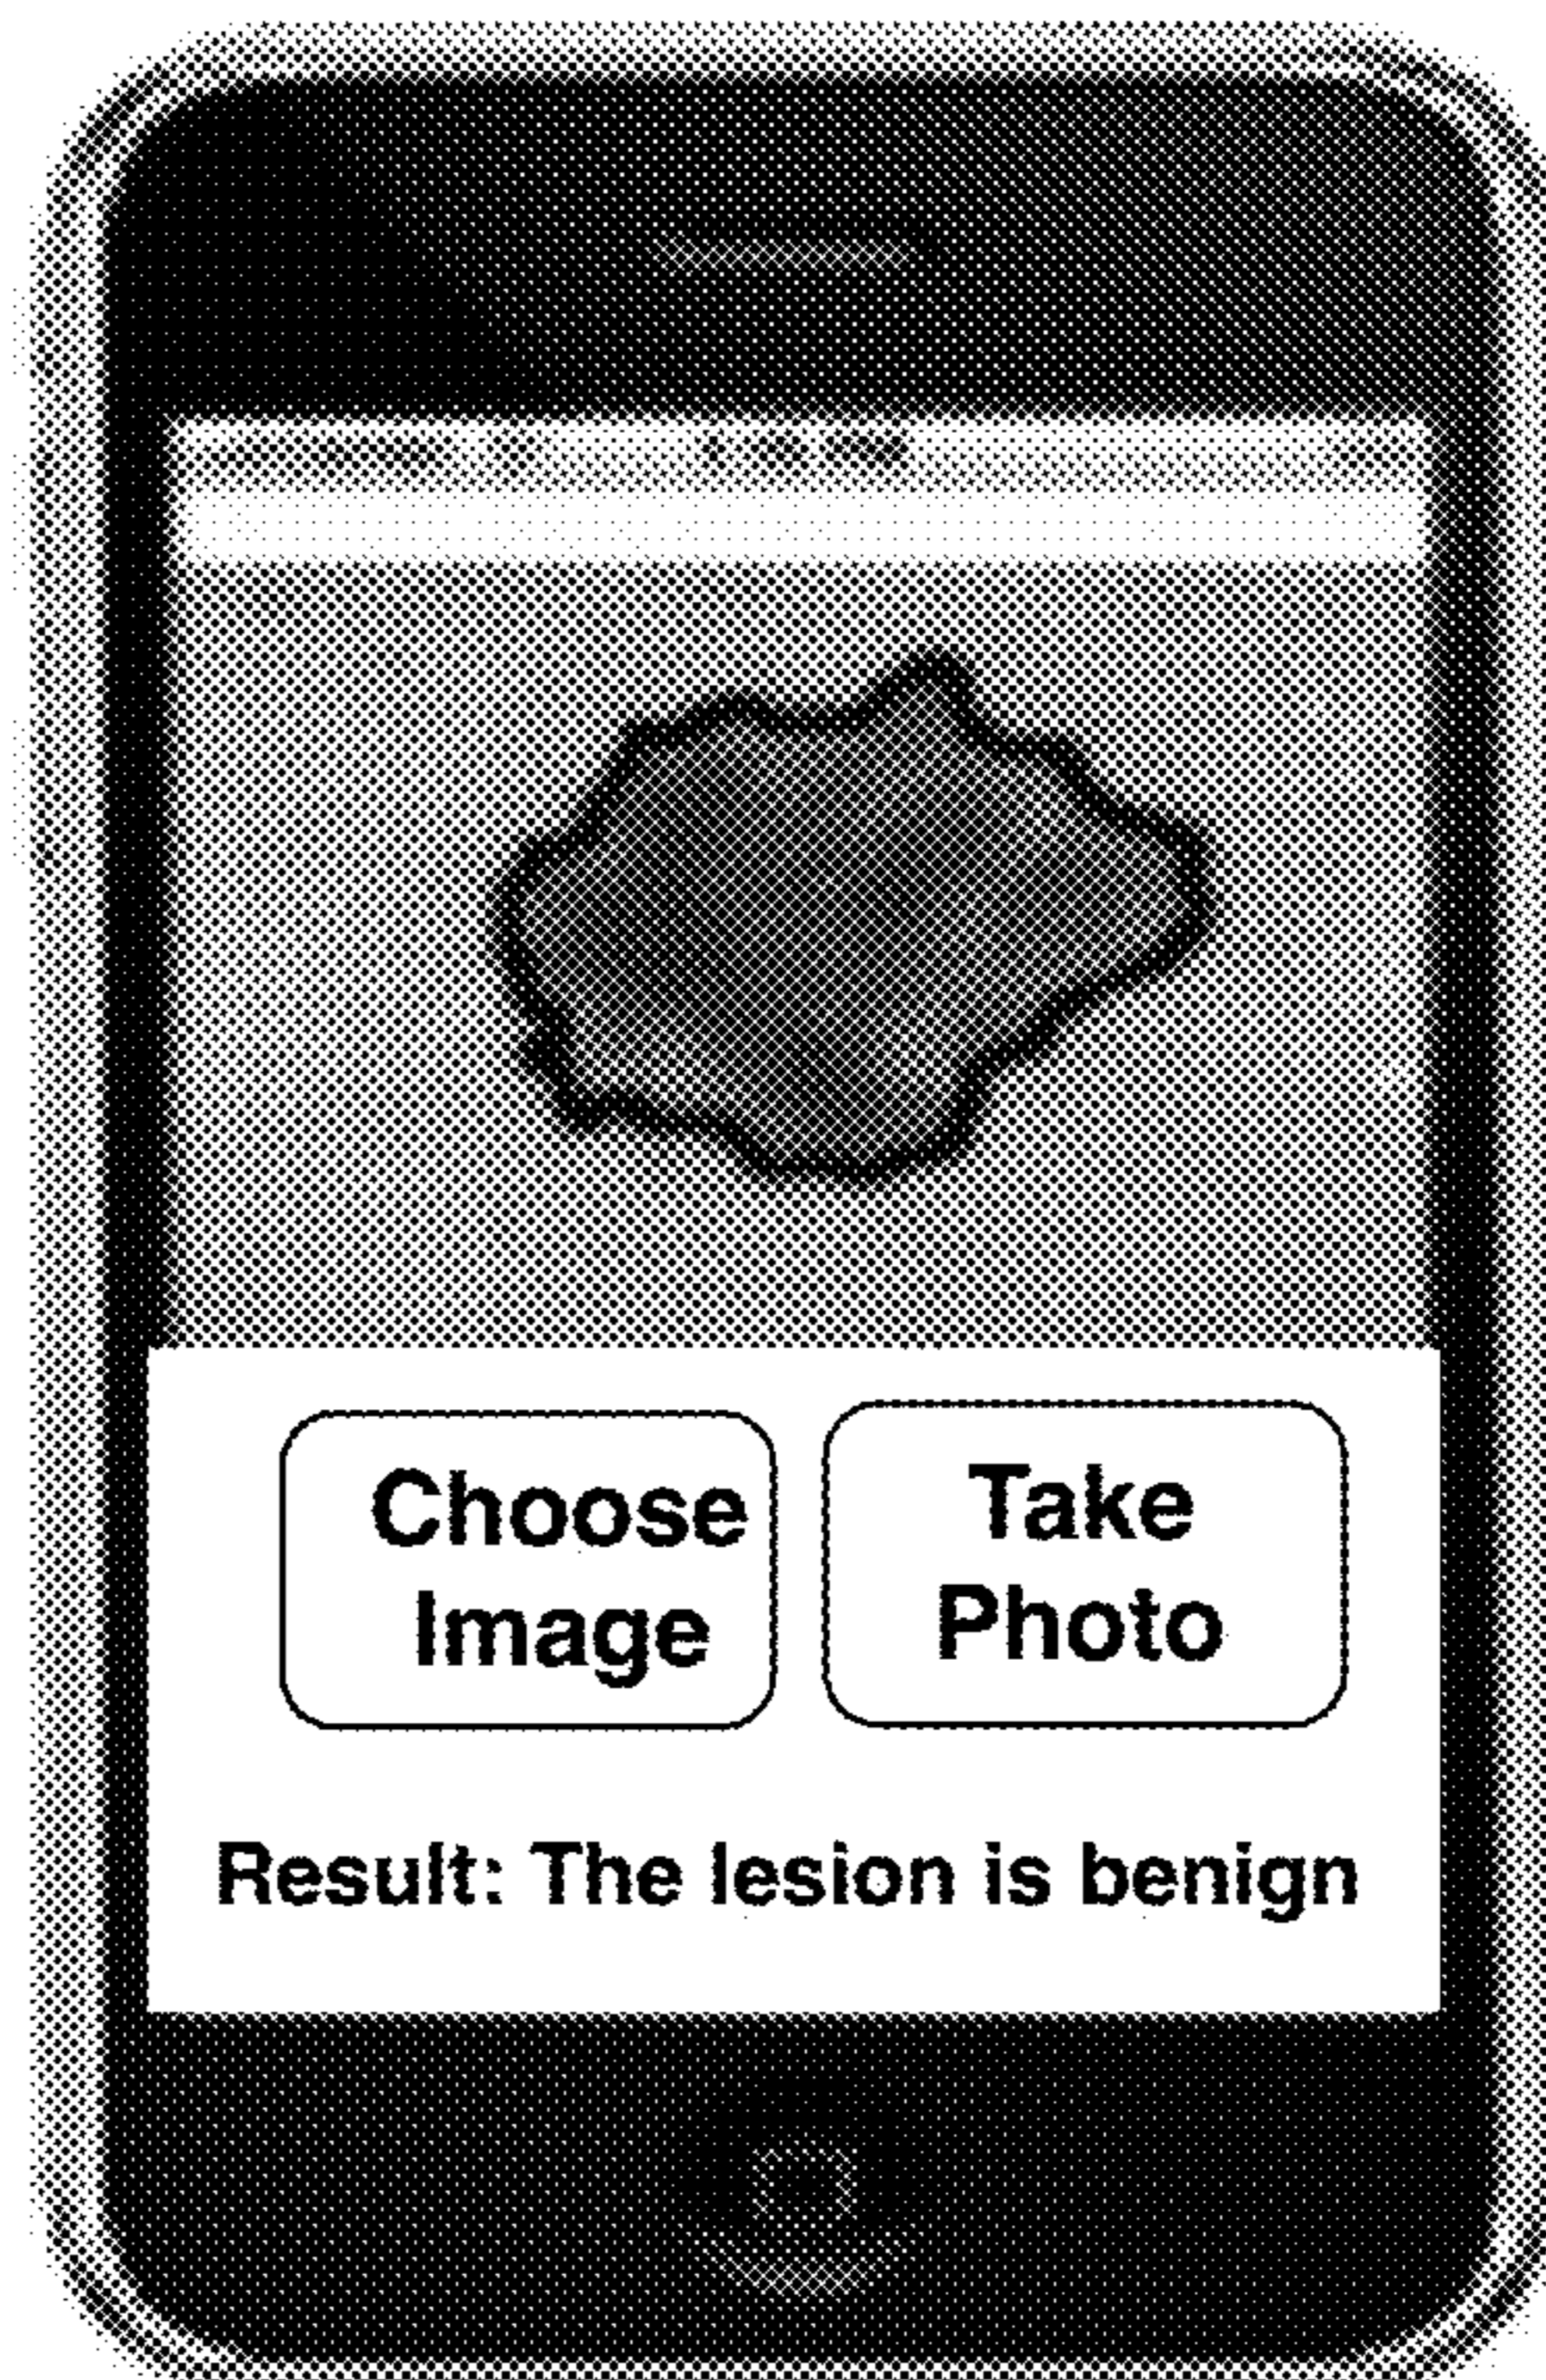 Choose
Image
Take
Photo
Result: The lesion is benign